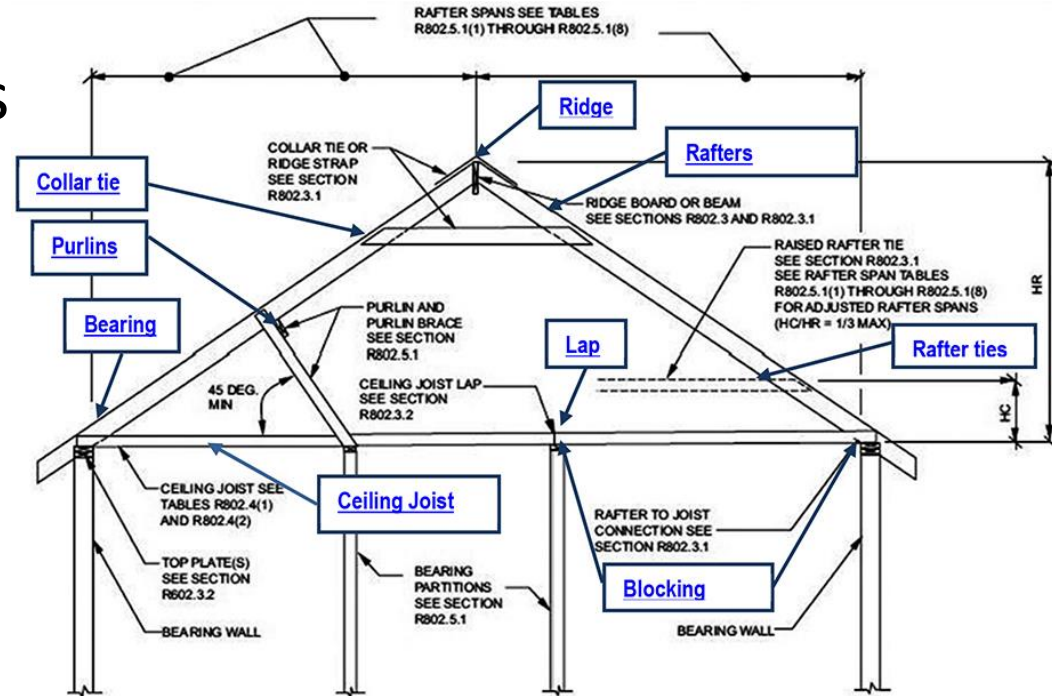 RAFTER SPANS SEE TABLES
R802.5.1(1) THROUGH R802.5.1(8)
S
Ridge
COLLAR TIE OR
RIDGE STRAP
SEE SECTION
R802.3.1
Rafters
Collar tie
RIDGE BOARD OR BEAM
SEE SECTIONS R802.3 AND R802.3.1
Purlins
RAISED RAFTER TIE
SEE SECTION R802.3.1
SEE RAFTER SPAN TABLES
R802.5.1(1) THROUGH R802.5.1(8)
FOR ADJUSTED RAFTER SPANS
(HC/HR = 1/3 MAX)
HR
Bearing
PURLIN AND
PURLIN BRACE
SEE SECTION
R802.5.1
Lap
Rafter ties
45 DEG.
MIN
CEILING JOIST LAP
SEE SECTION
R802.3.2
HC
CEILING JOIST SEE
TABLES R802.4(1)
AND R802.4(2)
Ceiling Joist
RAFTER TO JOIST
CONNECTION SEE
SECTION R802.3.1
TOP PLATE(S)
SEE SECTION
R602.3.2
BEARING
PARTITIONS
SEE SECTION
R802.5.1
Blocking
BEARING WALL
BEARING WALL